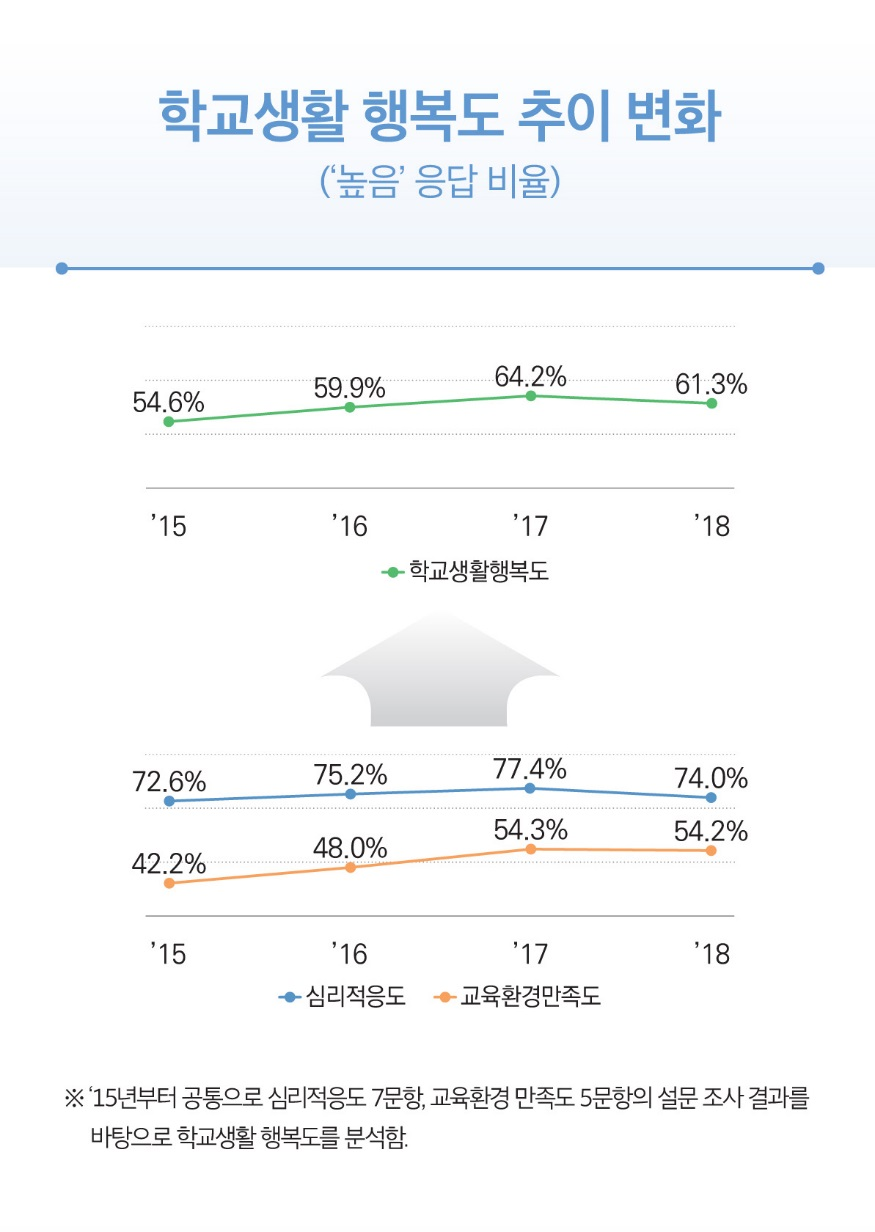 학교생활 행복도 추이 변화
(‘높음’ 응답 비율)
54.6% 59.9% 64.2% 61.3%
’15 ’16 ’17 ’18
학교생활행복도
72.6% 75.2% 77.4% 74.0%
42.2% 48.0% 54.3% 54.2%
’15 ’16 ’17 ’18
심리적응도 교육환경만족도
※ ‘15년부터 공통으로 심리적응도 7문항, 교육환경 만족도 5문항의 설문 조사 결과를
바탕으로 학교생활 행복도를 분석함.